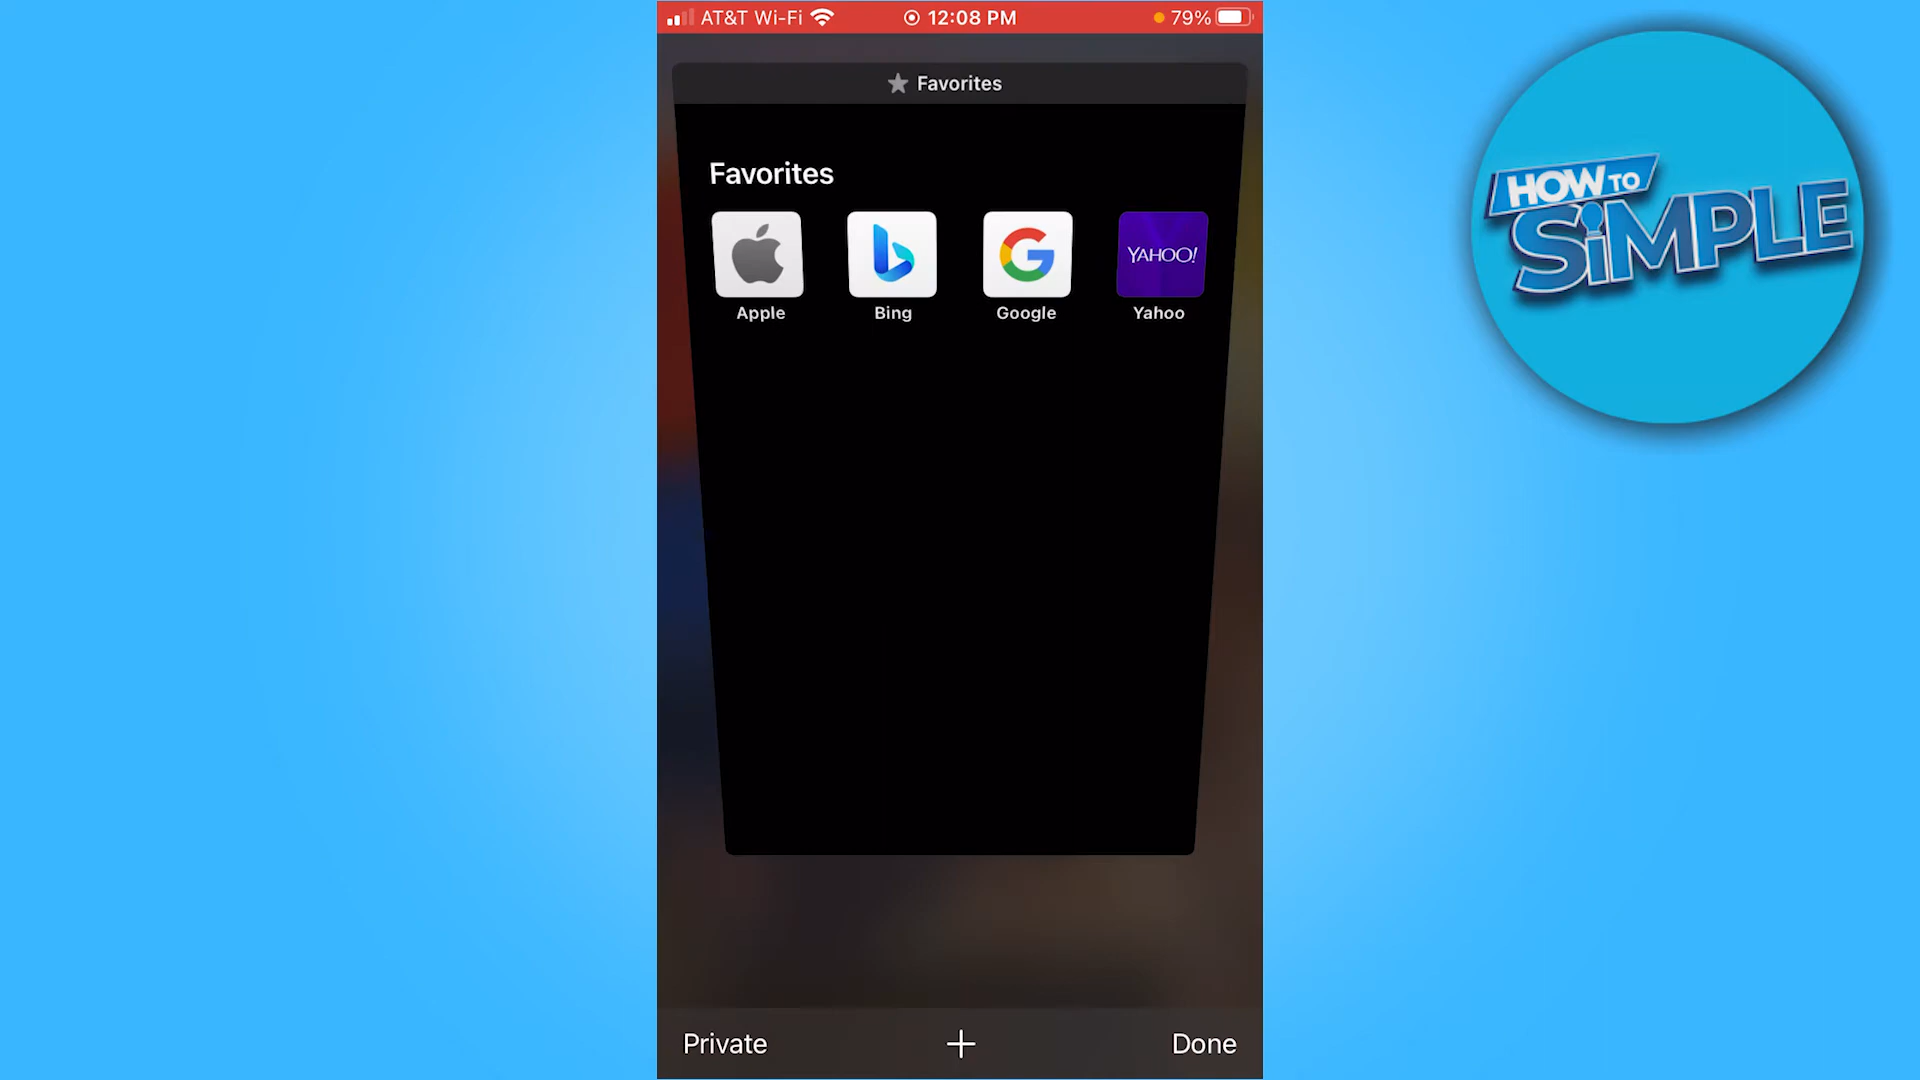 AT&T Wi-Fi 12:08 PM 79%
Favorites
Favorites
YAHOO!
Apple Bing Google Yahoo
Private + Done
HOW TO
SiMPLE